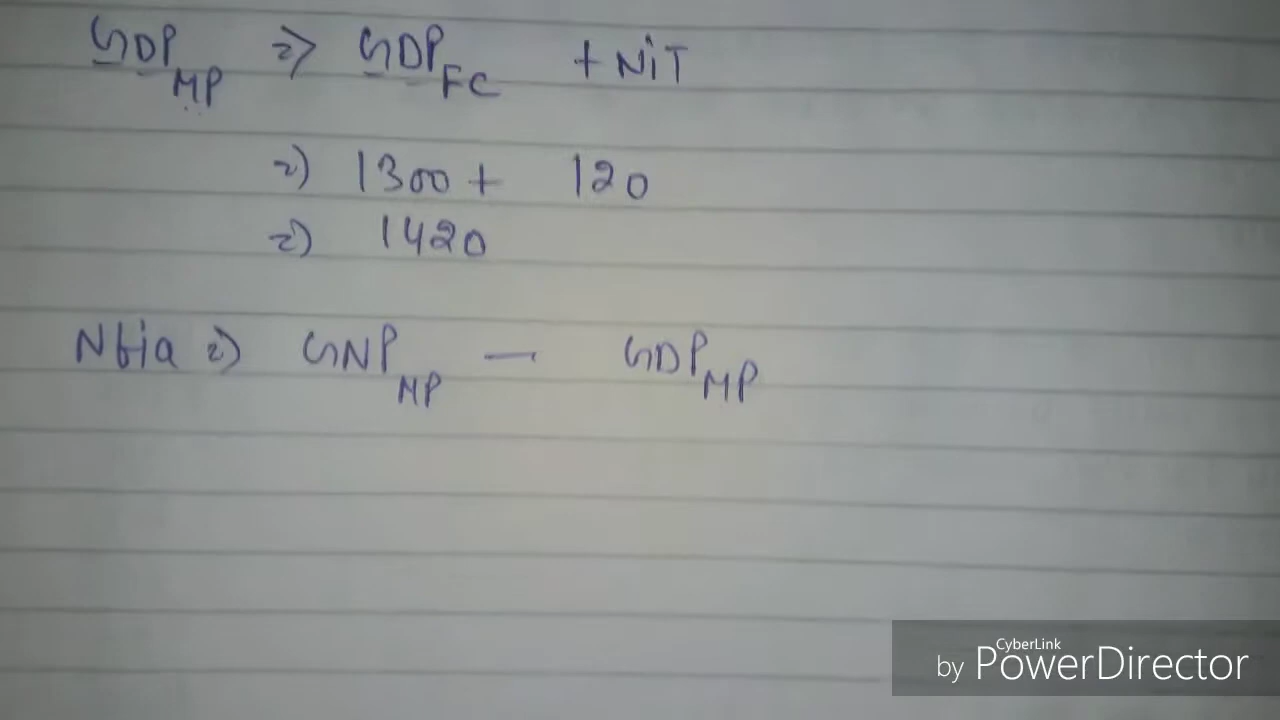 GDP MP => GDP FC + NiT
=> 1300 + 120
=> 1420
Nfia => GNP MP — GDP MP
CyberLink
by PowerDirector